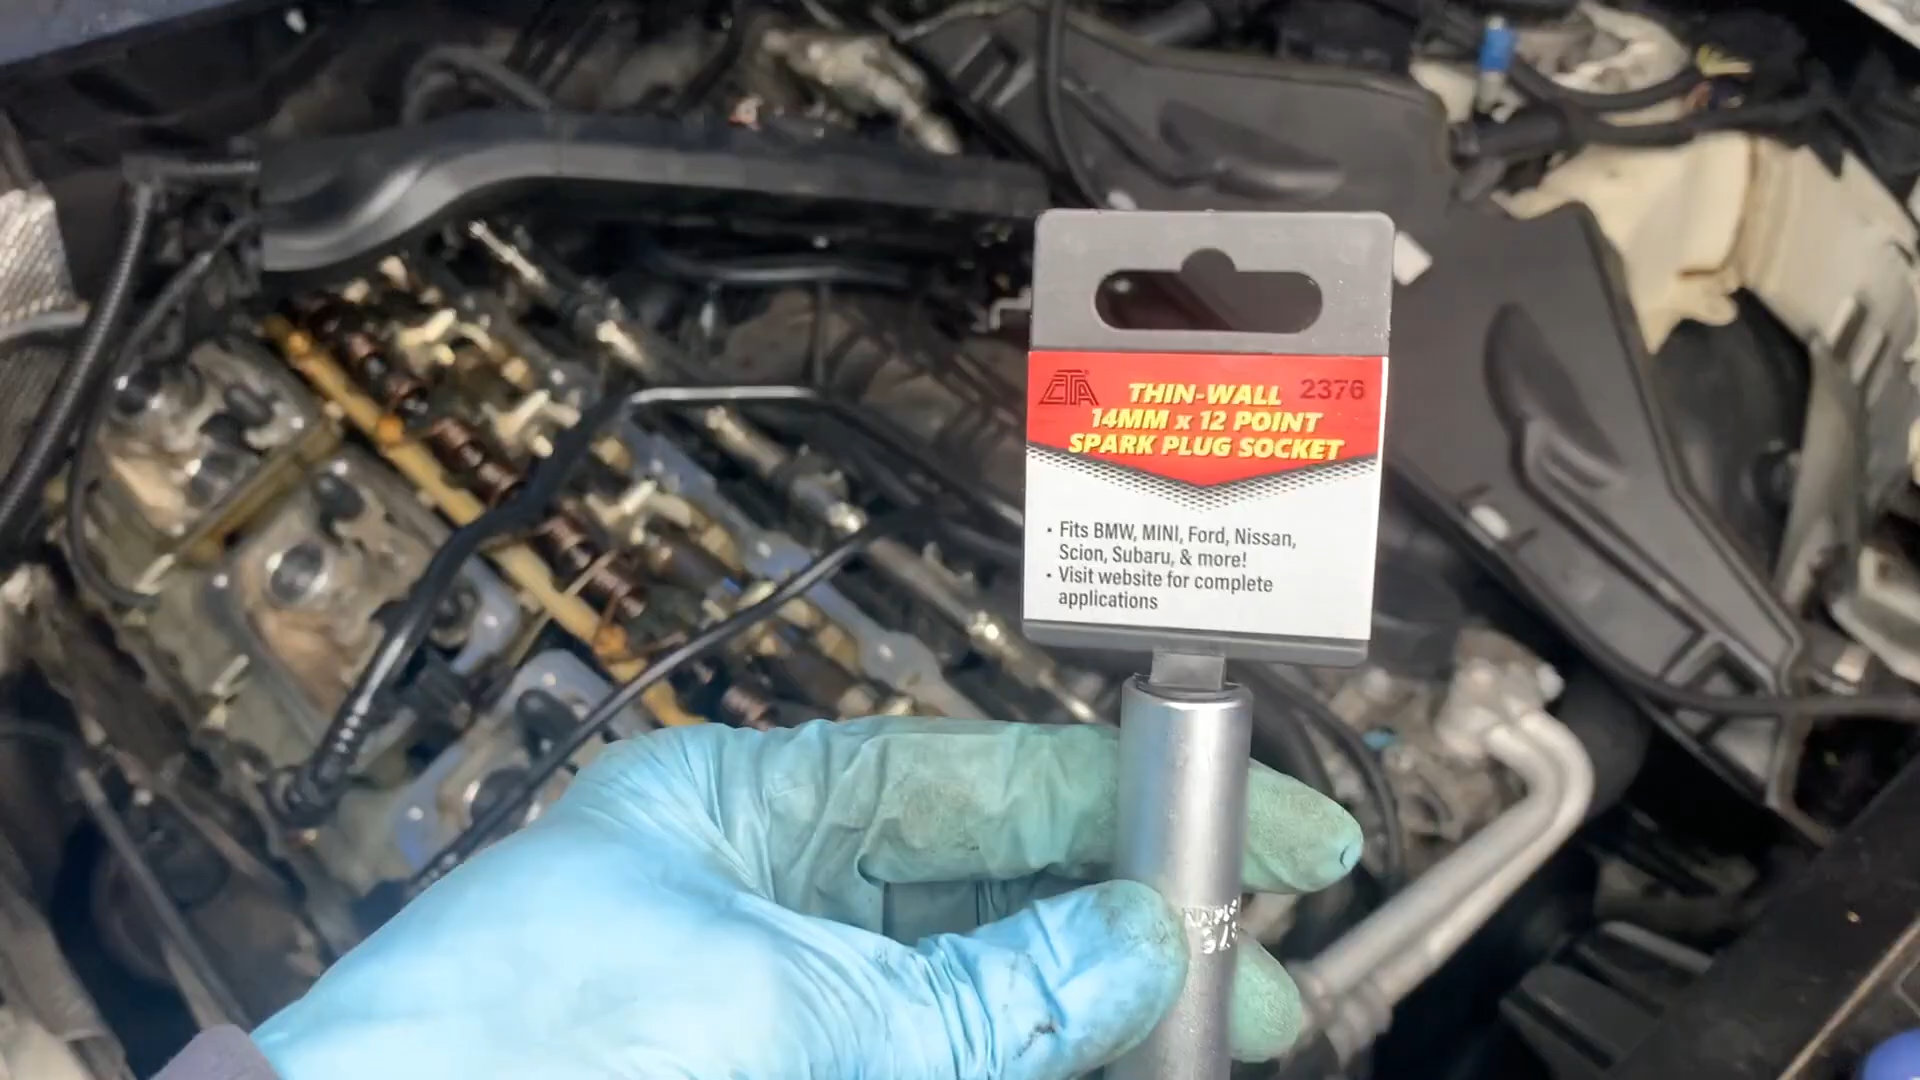 CTA
THIN-WALL 2376
14MM x 12 POINT
SPARK PLUG SOCKET
· Fits BMW, MINI, Ford, Nissan,
Scion, Subaru, & more!
· Visit website for complete
applications